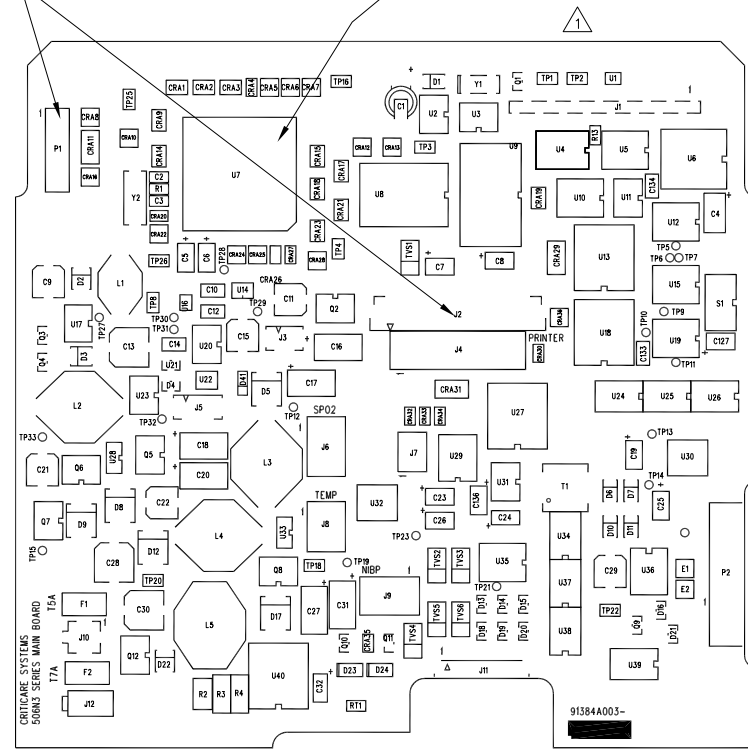 1
CRA1 CRA2 CRA3 CRA4 CRA5 CRA6 CRA7 TP16
D1 Y1 Q1 TP1 TP2 U1
TP25
C1 U2 U3 J1
P1 CRA8 CRA9
CRA11 CRA10
CRA14
CRA16
U7
CRA15 CRA12 CRA13 TP3
CRA17
U9
U4 R13 U5 U6
Y2 C2
R1
C3
CRA20
CRA22
CRA18 U8
CRA21
CRA19 U10 U11 C134
C4
CRA23
TP4
U12
TP5
TP6 TP7
TP26 C5 C6 TP28 CRA24 CRA25 CRA27 CRA28
TVS1 C7 C8 CRA29 U13
CRA26
C9 D2 L1 TP8 U16 C10 U14 C11 Q2
C12 TP29
U15 S1
TP9
U17 TP27 TP30
TP31
J2 CRA36
PRINTER
U18 TP10 U19 C127
Q3 C13 C14 U20 C15 J3 C16 J4 CRA30 C133
TP11
Q4 D3 U21
D4 U22 D41 D5 C17
CRA31
U24 U25 U26
L2 U23 J5 TP12
TP32
SPO2
CRA32 CRA33 CRA34 U27
TP33
TP13
C21 Q6 U28 Q5 C18
C20
L3 J6 J7 U29 U31 C19 U30
T1 TP14
TEMP
U32 C23 C136 D6 D7 C25
C26 C24
Q7 D9 D8 C22 L4 U33 J8
TP23
U34 D10 D11
TP15
C28 D12 TP20 Q8 TP18 TP19
NIBP
TVS2 TVS3 U35
TP21
U37 C29 U36 E1
E2
P2
T5A F1 C30 L5 D17 C27 C31 J9
TVS5 TVS6 D13 D14 D15
TP22 D16
J10 Q10 CRA35 Q11 TVS4 D18 D19 D20 U38 Q9 D21
CRITICARE SYSTEMS
506N3 SERIES MAIN BOARD
T7A F2 Q12 D22 U40 D23 D24 J11 U39
J12 R2 R3 R4 C32
RT1
91384A003-